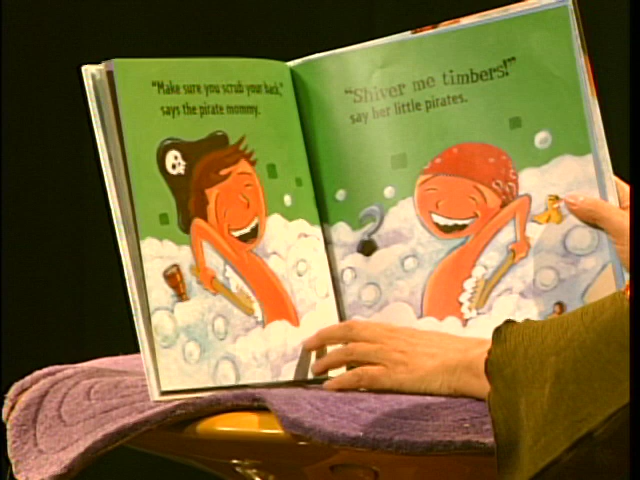 "Make sure you scrub your back,"
says the pirate mommy.
"Shiver me timbers!"
say her little pirates.